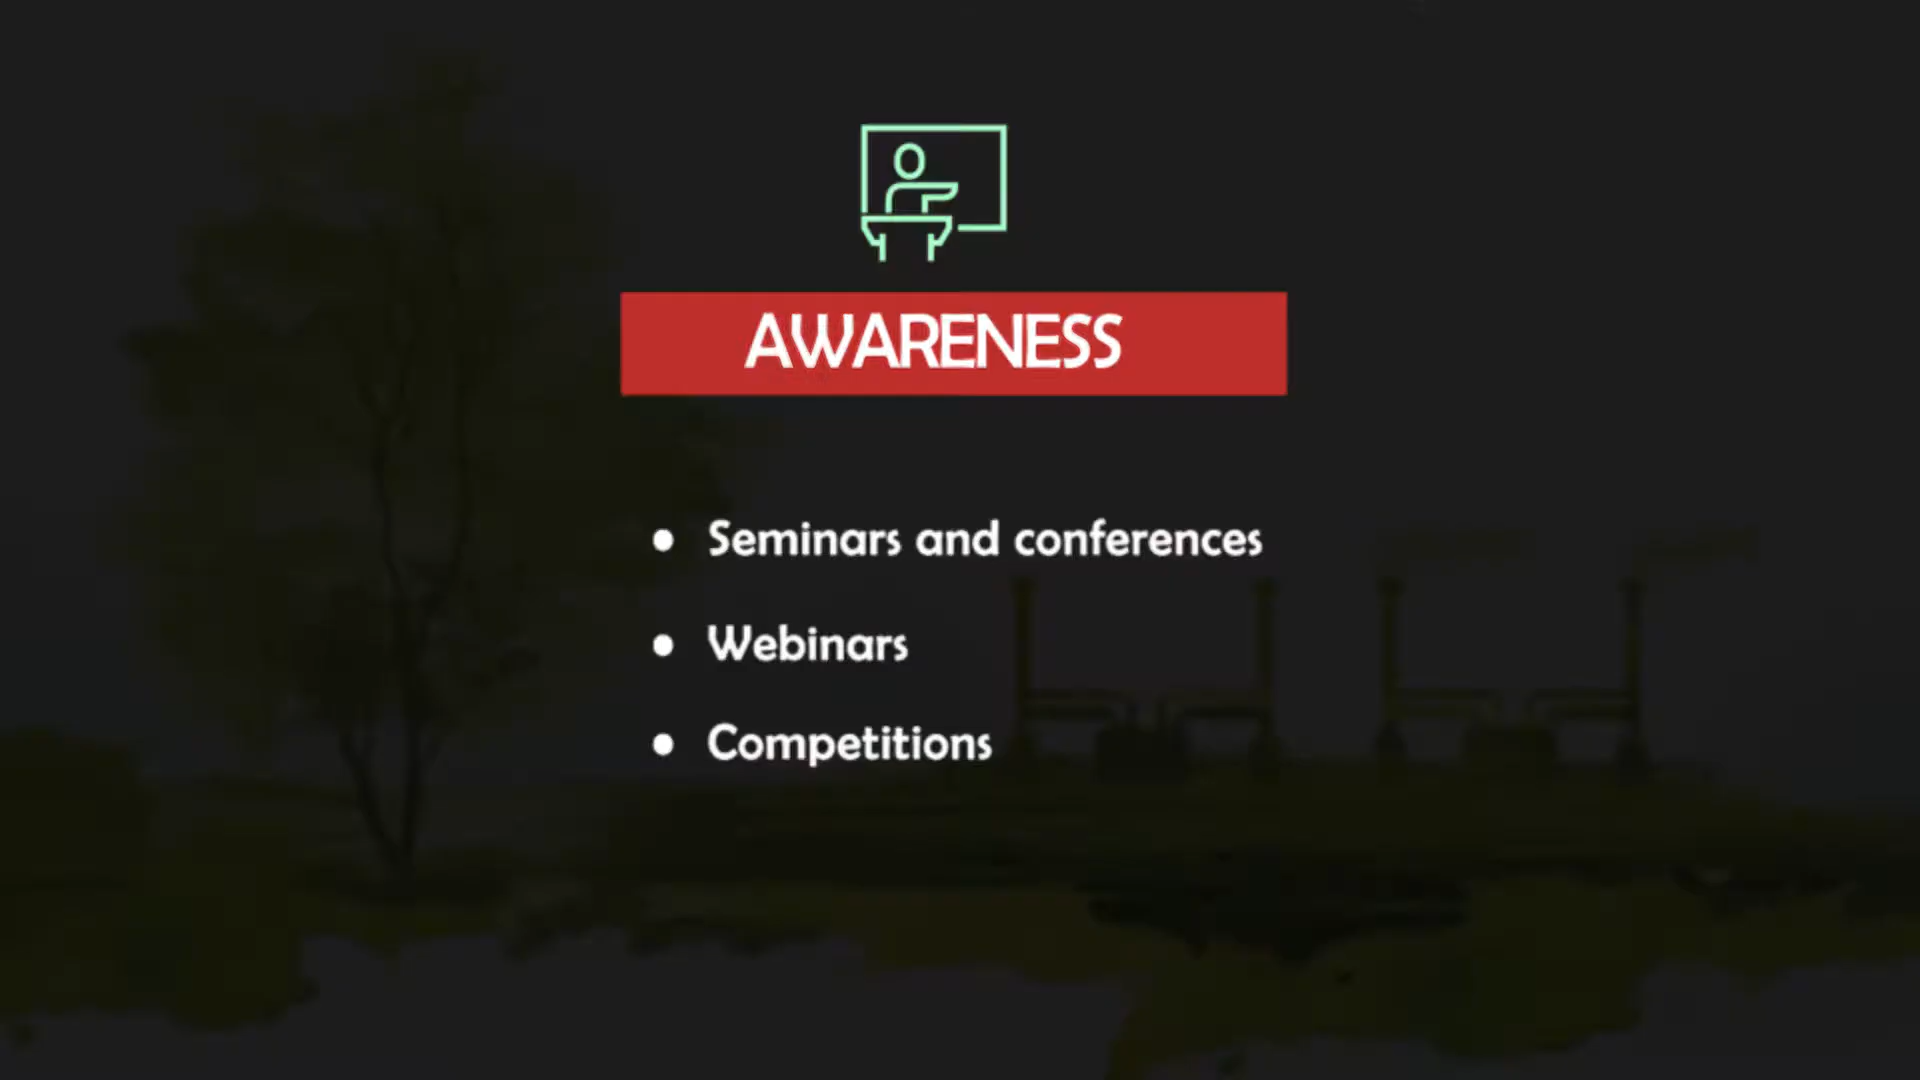 AWARENESS
• Seminars and conferences
• Webinars
• Competitions